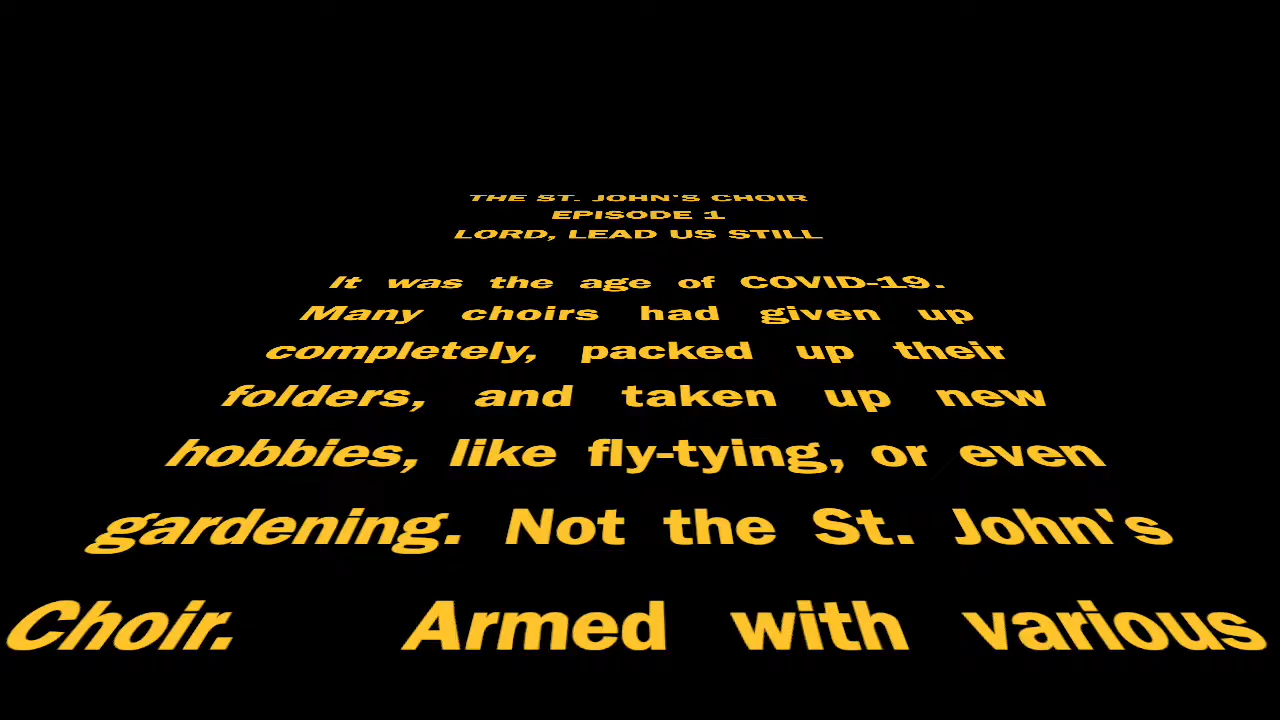 THE ST. JOHN'S CHOIR
EPISODE 1
LORD, LEAD US STILL
It was the age of COVID-19.
Many choirs had given up
completely, packed up their
folders, and taken up new
hobbies, like fly-tying, or even
gardening. Not the St. John's
Choir. Armed with various